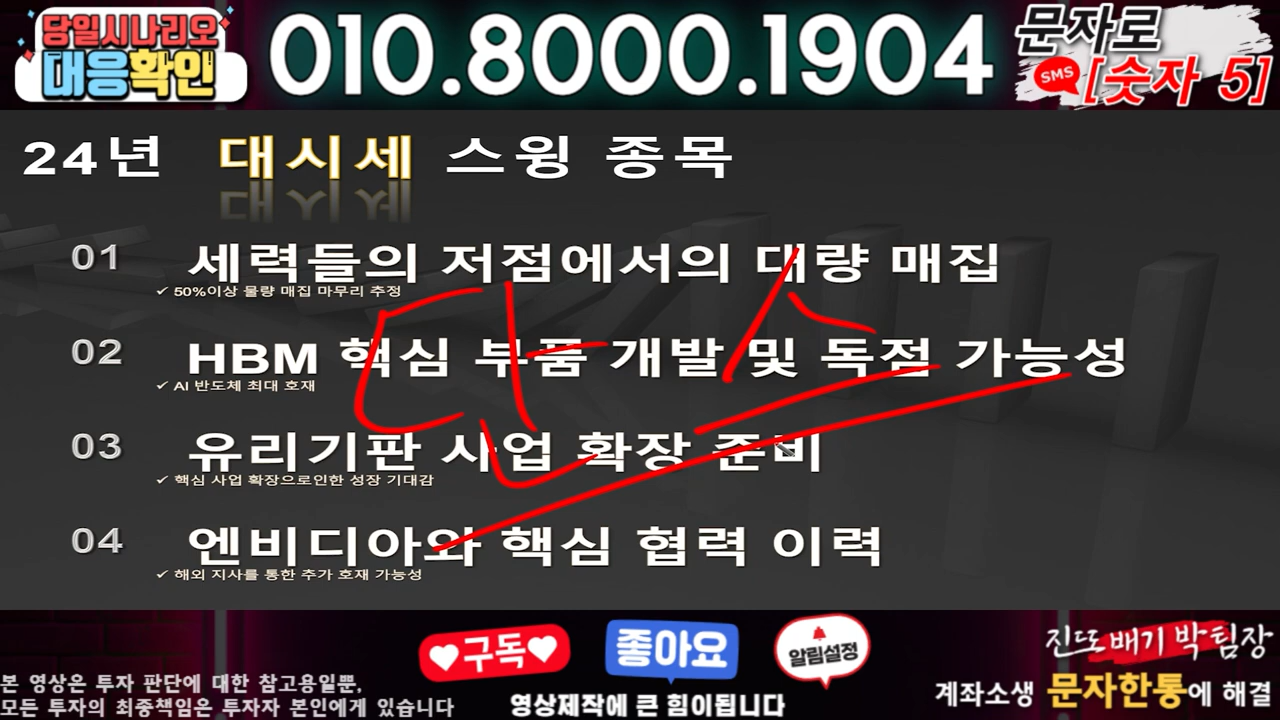 당일시나리오
대응확인
010.8000.1904
문자로
SMS [숫자 5]
24년 대시세 스윙 종목
01 세력들의 저점에서의 대량 매집
✓ 50%이상 물량 매집 마무리 추정
02 HBM 핵심 부품 개발 및 독점 가능성
✓ AI 반도체 최대 호재
03 유리기판 사업 확장 준비
✓ 핵심 사업 확장으로인한 성장 기대감
04 엔비디아와 핵심 협력 이력
✓ 해외 지사를 통한 추가 호재 가능성
단 스
구독
좋아요
알림설정
영상제작에 큰 힘이됩니다
본 영상은 투자 판단에 대한 참고용일뿐,
모든 투자의 최종책임은 투자자 본인에게 있습니다
진또배기 박팀장
계좌소생 문자한통에 해결